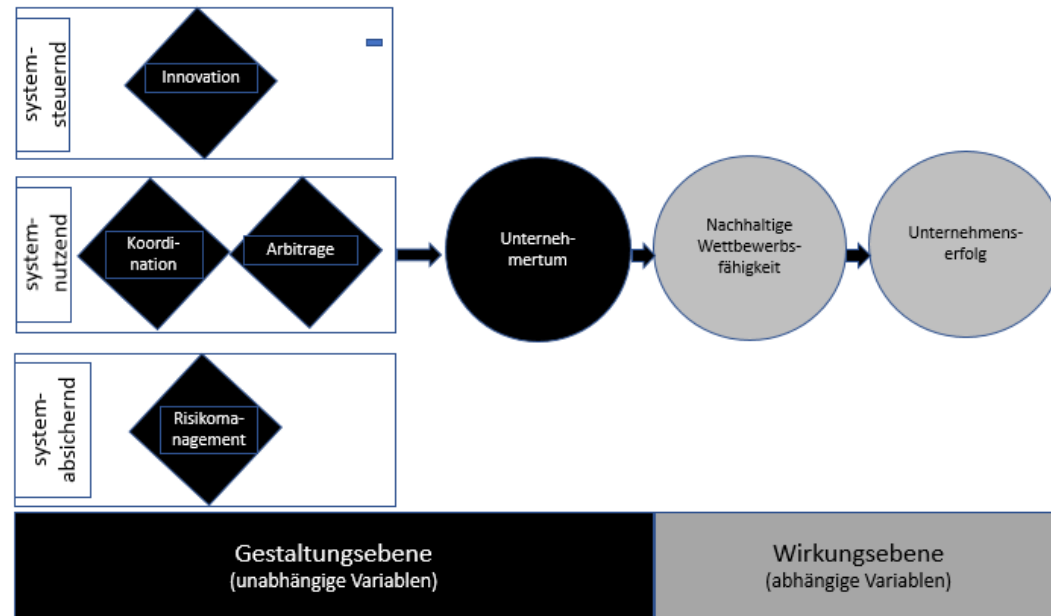 system-
steuernd
Innovation
system-
nutzend
Koordi-
nation
Arbitrage
Unterneh-
mertum
Nachhaltige
Wettbewerbs-
fähigkeit
Unternehmens-
erfolg
system-
absichernd
Risikoma-
nagement
Gestaltungsebene
(unabhängige Variablen)
Wirkungsebene
(abhängige Variablen)